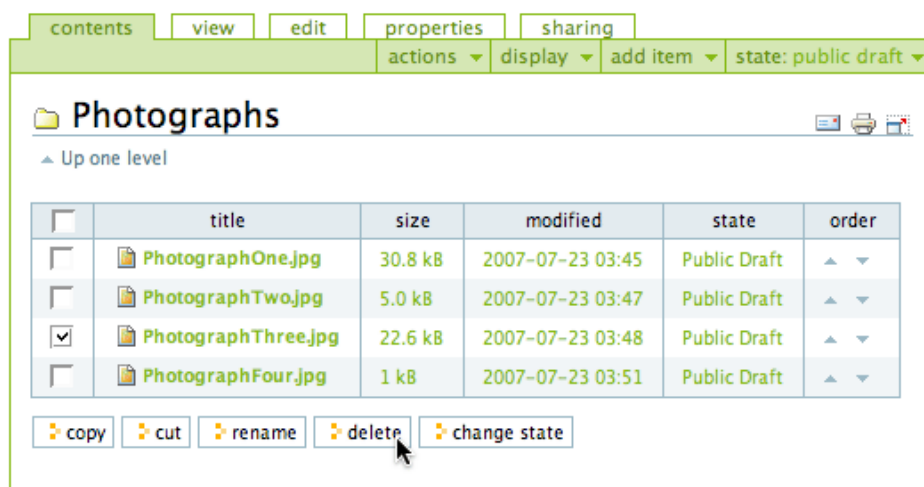 contents view edit properties sharing
actions display add item state: public draft
Photographs
Up one level
title size modified state order
PhotographOne.jpg 30.8 kB 2007-07-23 03:45 Public Draft
PhotographTwo.jpg 5.0 kB 2007-07-23 03:47 Public Draft
PhotographThree.jpg 22.6 kB 2007-07-23 03:48 Public Draft
PhotographFour.jpg 1 kB 2007-07-23 03:51 Public Draft
copy cut rename delete change state